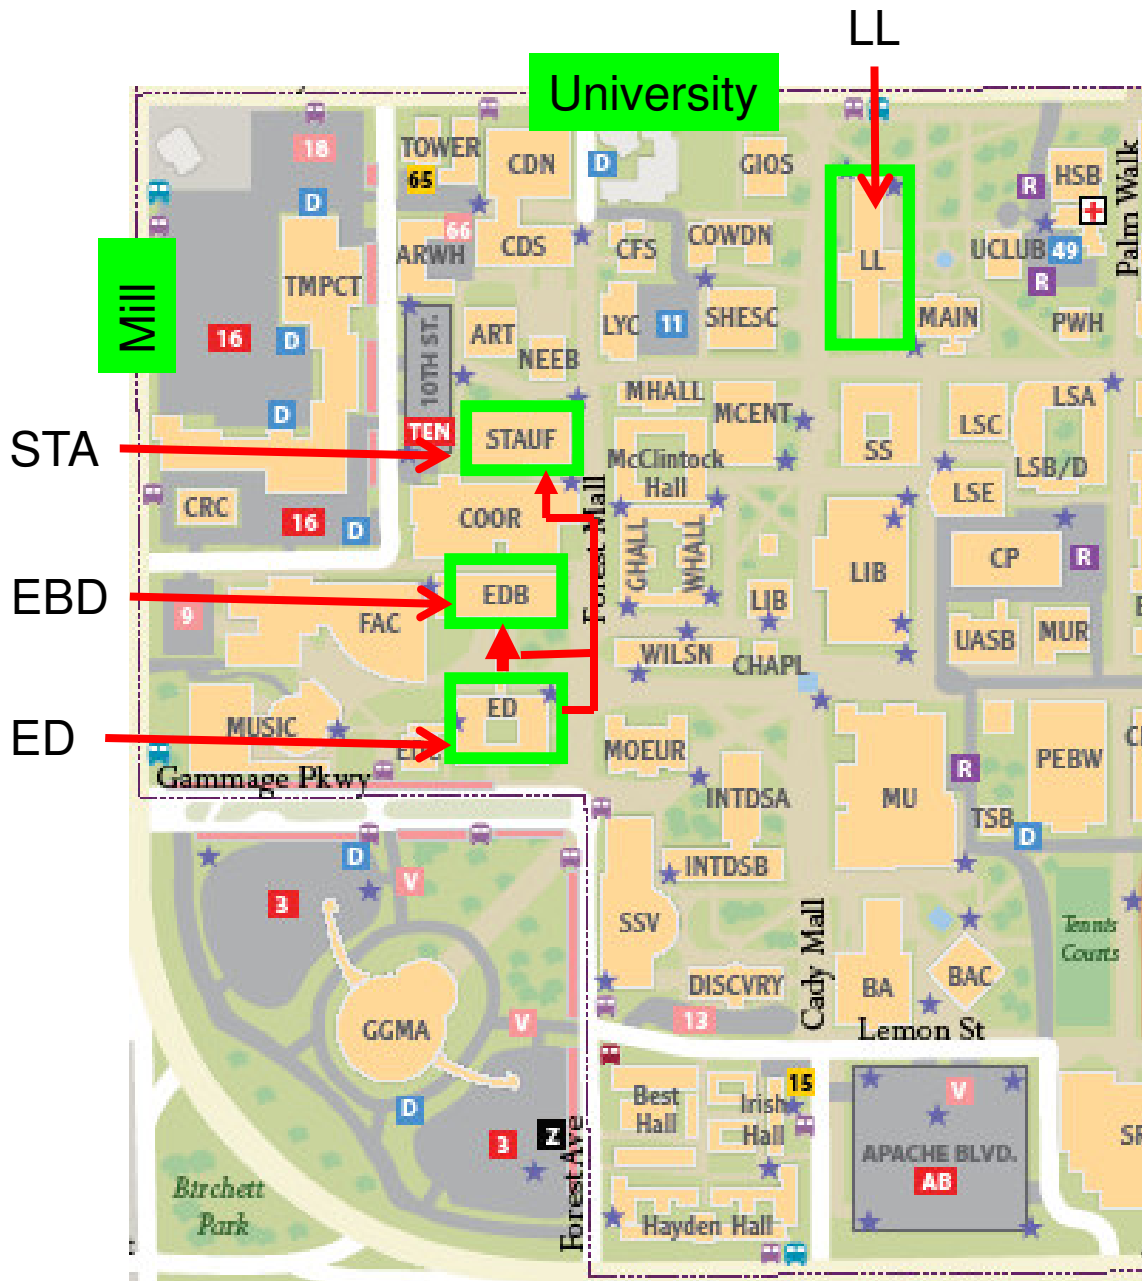 LL
University
TOWER
18
CDN
D
GIOS
HSB
Palm Walk
65
D
R
66
CDS
ARWH
CFS
COWDN
UCLUB
49
LL
R
TMPCT
Mill
16
D
10TH ST.
ART
NEEB
LYC
11
SHESC
MAIN
PWH
MHALL
MCENT
LSA
D
TEN
STAUF
STA
McClintock
Hall
SS
LSC
LSB/D
CRC
16
D
COOR
Forest Mall
LSE
GHALL
WHALL
LIB
CP
R
EBD
9
EDB
FAC
LIB
UASB
MUR
WILSN
CHAPL
ED
MUSIC
ED
MOEUR
MU
R
PEBW
Gammage Pkwy
INTDSA
TSB
D
D
V
INTDSB
3
SSV
Cady Mall
Tennis
Courts
DISCVRY
BA
BAC
GGMA
V
13
Lemon St
D
Best
Hall
Irish
Hall
15
V
3
Z
Forest Ave
APACHE BLVD.
AB
Birchett
Park
Hayden Hall